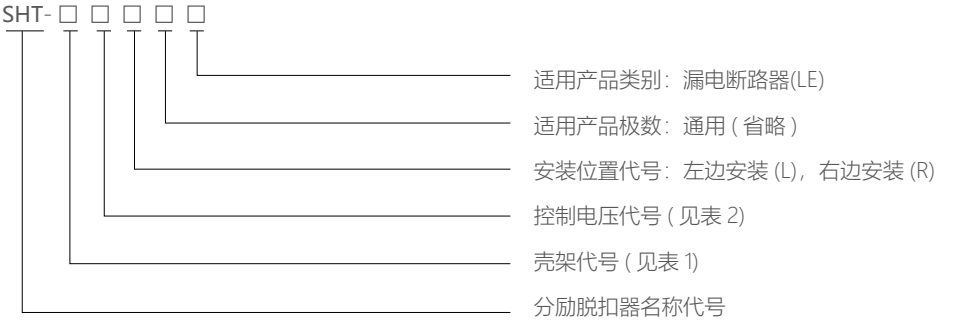 SHT-□ □ □ □ □
适用产品类别：漏电断路器(LE)
适用产品极数：通用 ( 省略 )
安装位置代号：左边安装 (L)，右边安装 (R)
控制电压代号 ( 见表 2)
壳架代号 ( 见表 1)
分励脱扣器名称代号